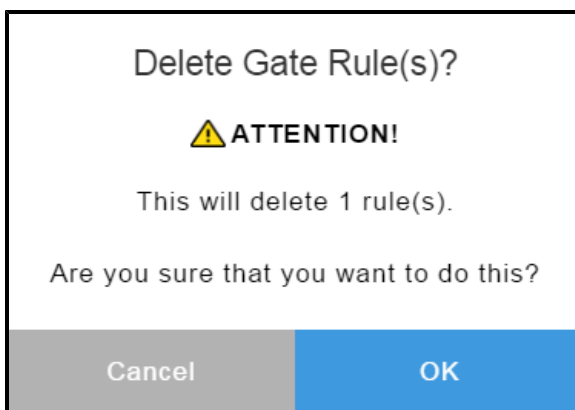 Delete Gate Rule(s)?
ATTENTION!
This will delete 1 rule(s).
Are you sure that you want to do this?
Cancel
OK